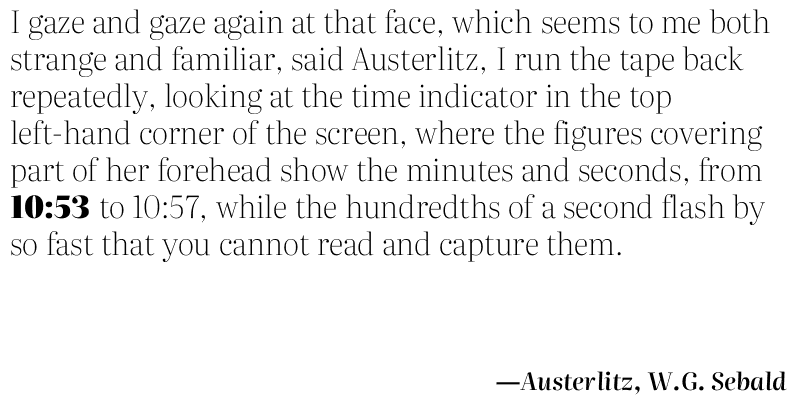 I gaze and gaze again at that face, which seems to me both
strange and familiar, said Austerlitz, I run the tape back
repeatedly, looking at the time indicator in the top
left-hand corner of the screen, where the figures covering
part of her forehead show the minutes and seconds, from
10:53 to 10:57, while the hundredths of a second flash by
so fast that you cannot read and capture them.
—Austerlitz, W.G. Sebald